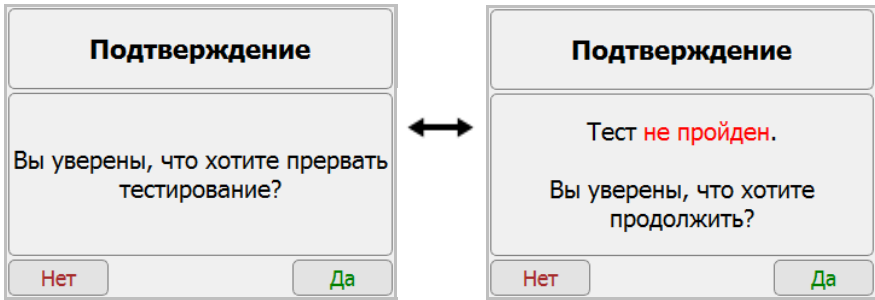 Подтверждение
Вы уверены, что хотите прервать
тестирование?
Нет
Да
Подтверждение
Тест не пройден.
Вы уверены, что хотите
продолжить?
Нет
Да